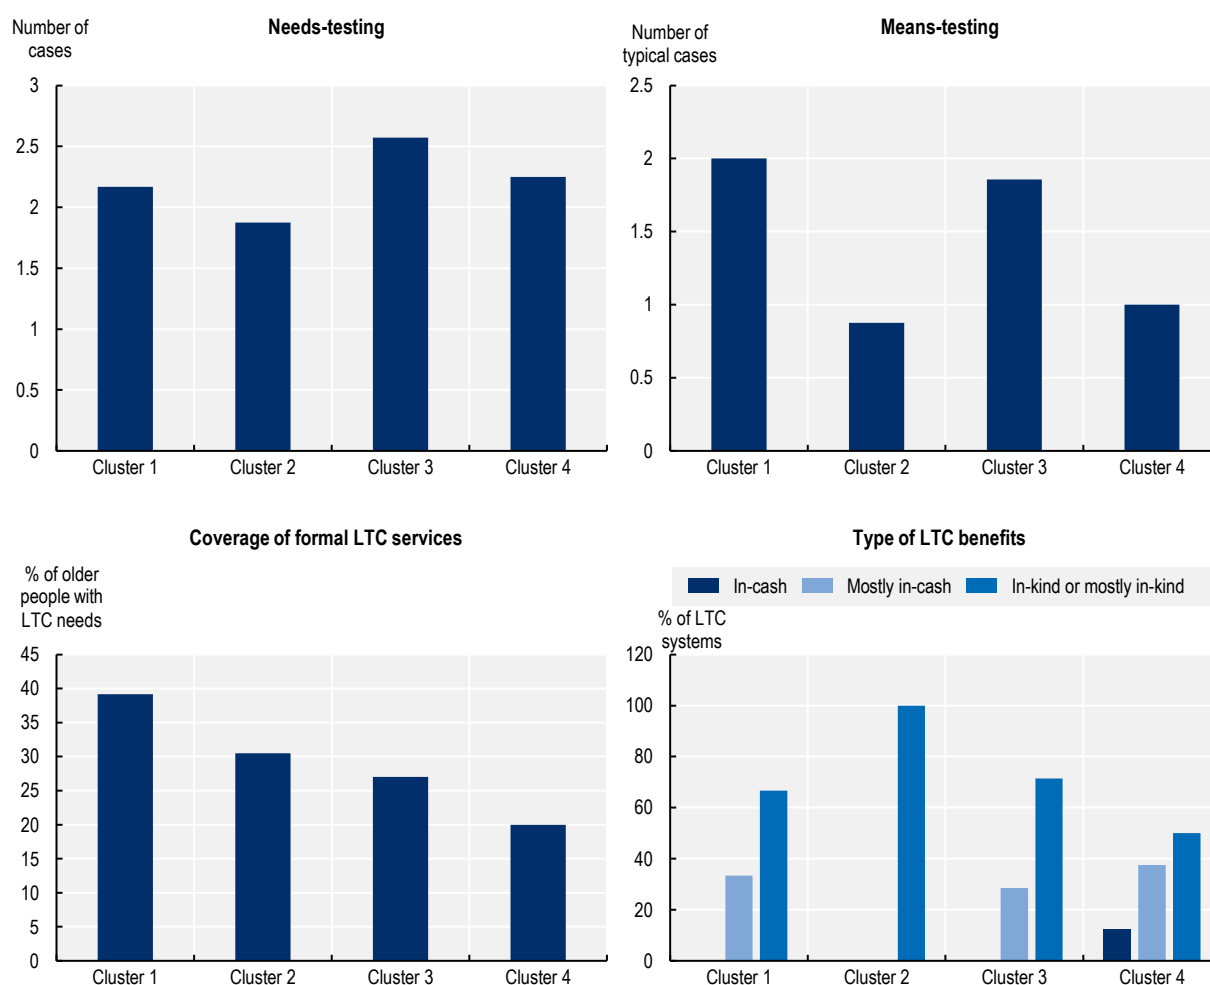 Needs-testing
Number of
cases
3
2.5
2
1.5
1
0.5
0
Cluster 1 Cluster 2 Cluster 3 Cluster 4
Means-testing
Number of
typical cases
2.5
2
1.5
1
0.5
0
Cluster 1 Cluster 2 Cluster 3 Cluster 4
Coverage of formal LTC services
% of older
people with
LTC needs
45
40
35
30
25
20
15
10
5
0
Cluster 1 Cluster 2 Cluster 3 Cluster 4
Type of LTC benefits
In-cash Mostly in-cash In-kind or mostly in-kind
% of LTC
systems
120
100
80
60
40
20
0
Cluster 1 Cluster 2 Cluster 3 Cluster 4